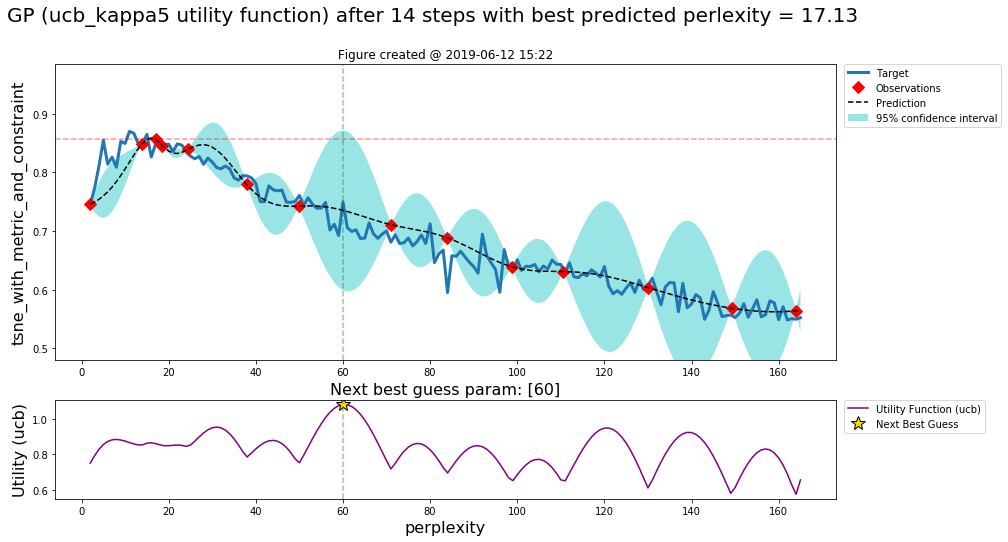 GP (ucb_kappa5 utility function) after 14 steps with best predicted perlexity = 17.13
Figure created @ 2019-06-12 15:22
tsne_with_metric_and_constraint
0.9
0.8
0.7
0.6
0.5
0 20 40 60 80 100 120 140 160
Target
Observations
Prediction
95% confidence interval
Next best guess param: [60]
Utility (ucb)
1.0
0.8
0.6
0 20 40 60 80 100 120 140 160
perplexity
Utility Function (ucb)
Next Best Guess